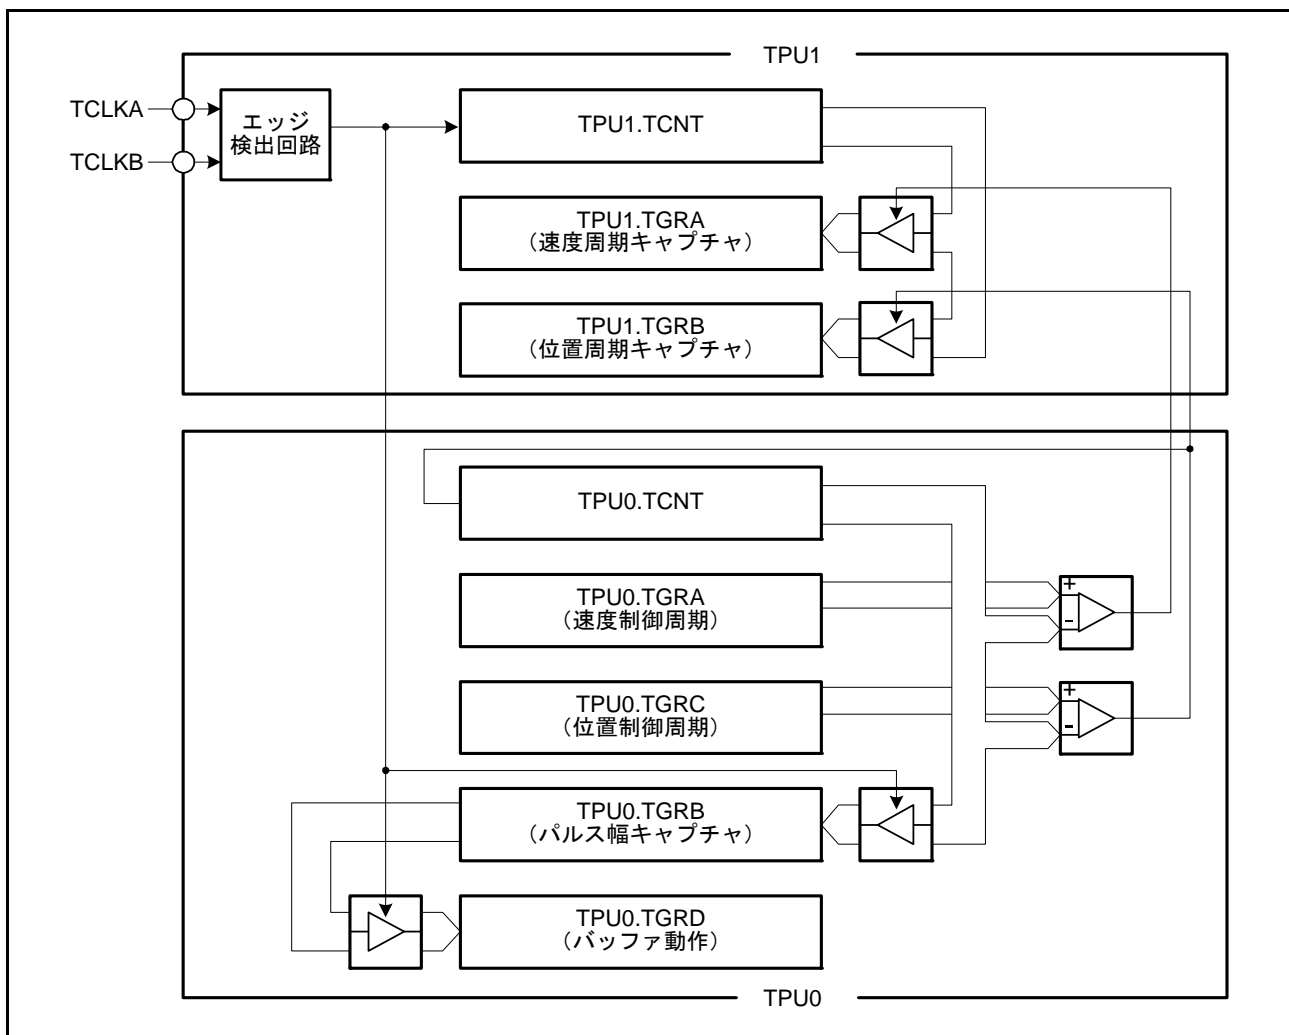 TPU1
TCLKA
TCLKB
エッジ
検出回路
TPU1.TCNT
TPU1.TGRA
(速度周期キャプチャ)
TPU1.TGRB
(位置周期キャプチャ)
TPU0.TCNT
TPU0.TGRA
(速度制御周期)
+
-
TPU0.TGRC
(位置制御周期)
+
-
TPU0.TGRB
(パルス幅キャプチャ)
TPU0.TGRD
(バッファ動作)
TPU0